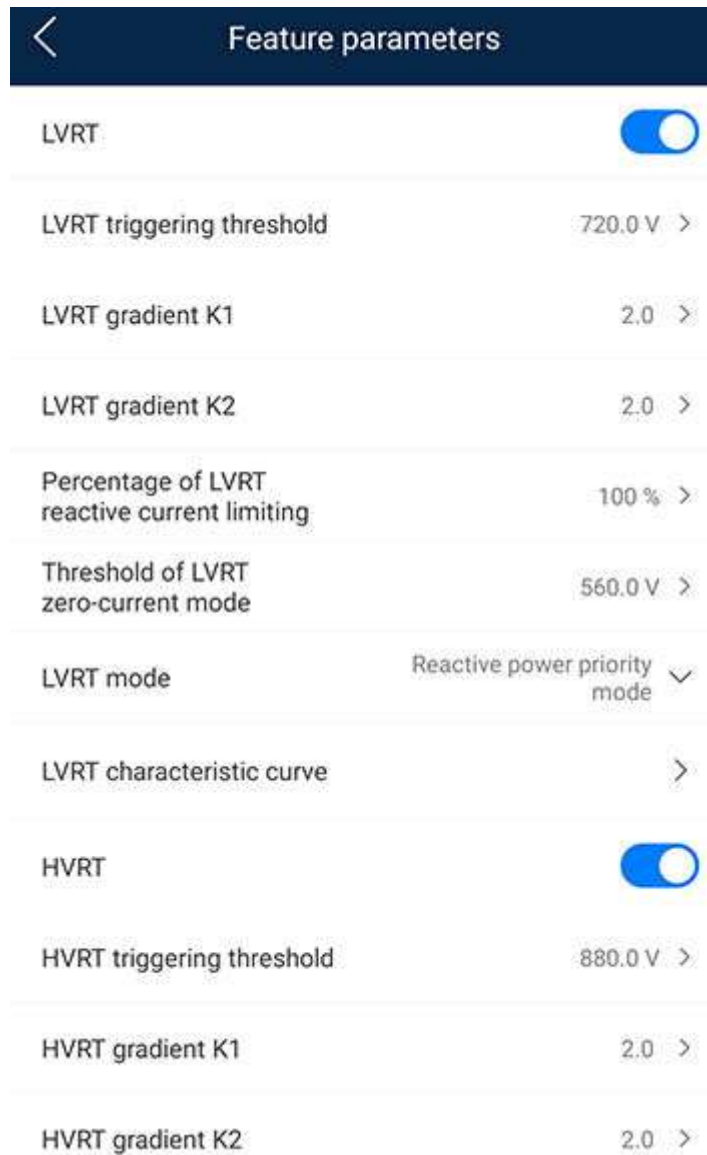 Feature parameters
LVRT
LVRT triggering threshold 720.0 V
LVRT gradient K1 2.0
LVRT gradient K2 2.0
Percentage of LVRT
reactive current limiting 100 %
Threshold of LVRT
zero-current mode 560.0 V
LVRT mode Reactive power priority
mode
LVRT characteristic curve
HVRT
HVRT triggering threshold 880.0 V
HVRT gradient K1 2.0
HVRT gradient K2 2.0